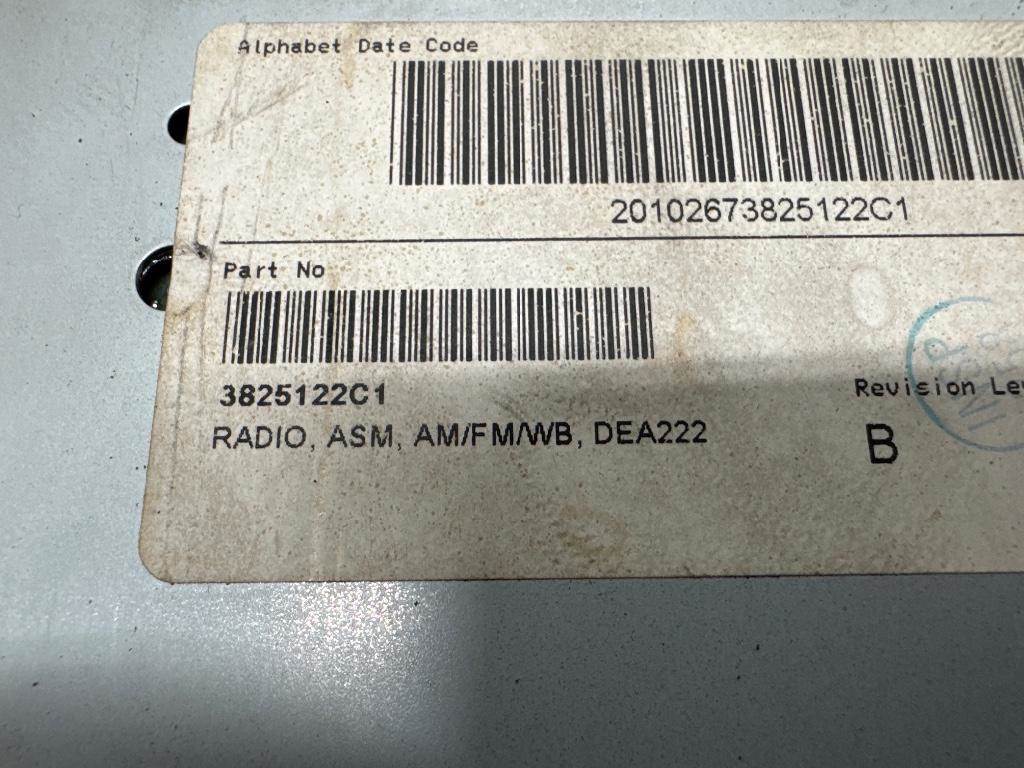 Alphabet Date Code
20102673825122C1
Part No
3825122C1
RADIO, ASM, AM/FM/WB, DEA222
Revision Le
B